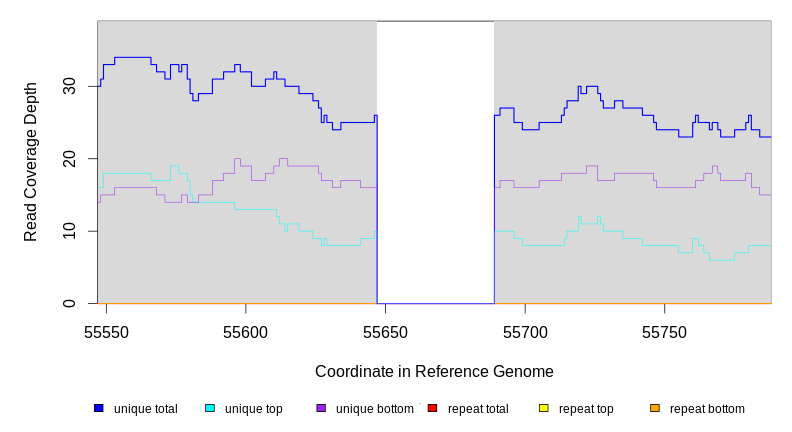 Read Coverage Depth
30
20
10
0
55550 55600 55650 55700 55750
Coordinate in Reference Genome
unique total unique top unique bottom repeat total repeat top repeat bottom